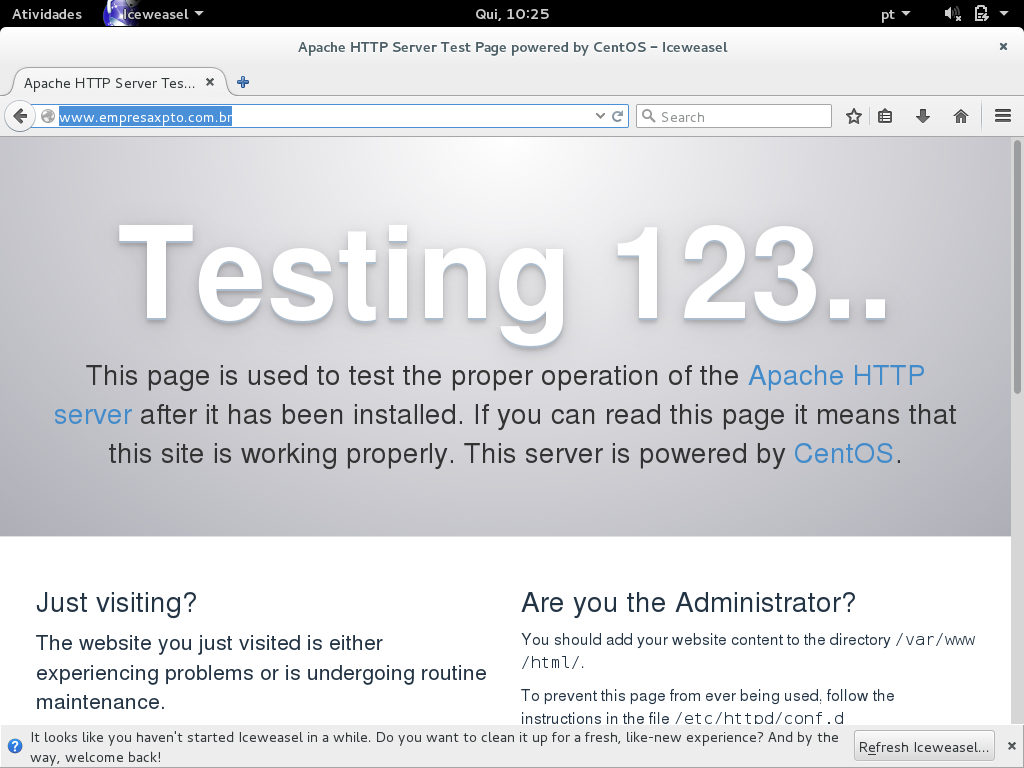 Atividades Iceweasel Qui, 10:25 pt
Apache HTTP Server Test Page powered by CentOS - Iceweasel
Apache HTTP Server Tes...
www.empresaxpto.com.br Search
Testing 123..
This page is used to test the proper operation of the Apache HTTP
server after it has been installed. If you can read this page it means that
this site is working properly. This server is powered by CentOS.
Just visiting?
The website you just visited is either
experiencing problems or is undergoing routine
maintenance.
Are you the Administrator?
You should add your website content to the directory /var/www
/html/.
To prevent this page from ever being used, follow the
instructions in the file /etc/httpd/conf.d
It looks like you haven't started Iceweasel in a while. Do you want to clean it up for a fresh, like-new experience? And by the
way, welcome back!
Refresh Iceweasel...